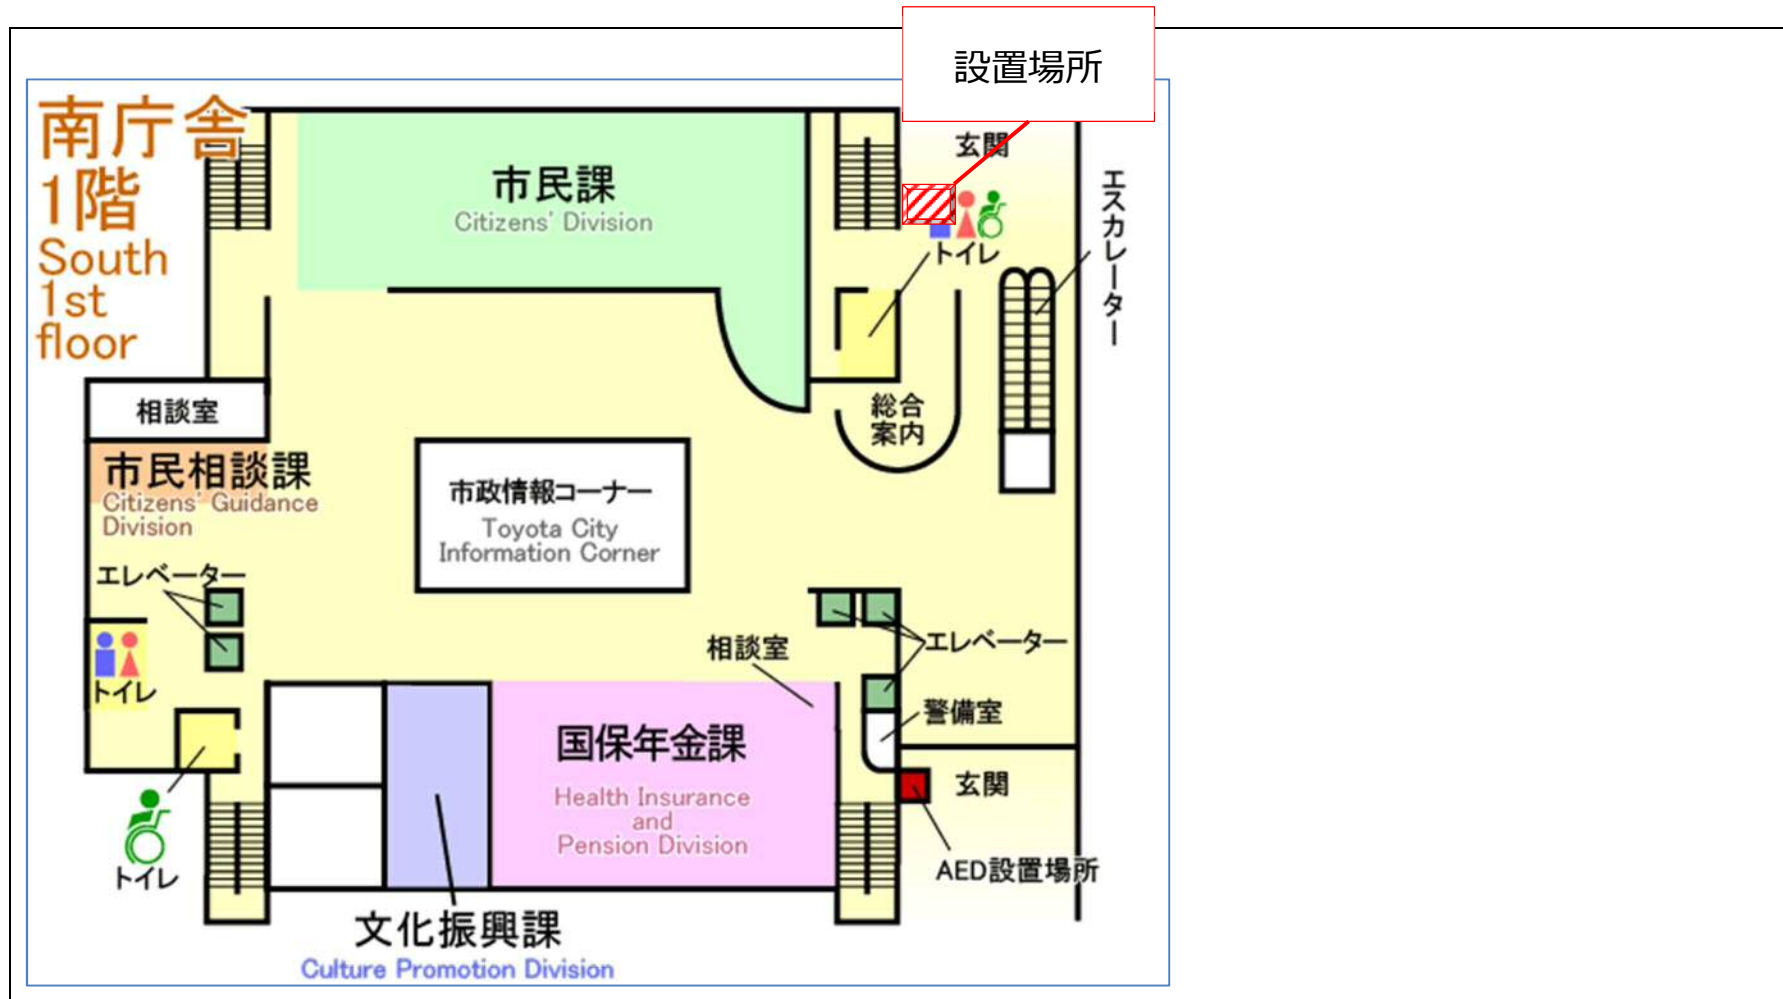 設置場所
南庁舎
1階
South
1st
floor
市民課
Citizens' Division
玄関
トイレ
エスカレーター
相談室
総合
案内
市民相談課
Citizens' Guidance
Division
市政情報コーナー
Toyota City
Information Corner
エレベーター
トイレ
相談室
エレベーター
警備室
国保年金課
Health Insurance
and
Pension Division
玄関
トイレ
AED設置場所
文化振興課
Culture Promotion Division